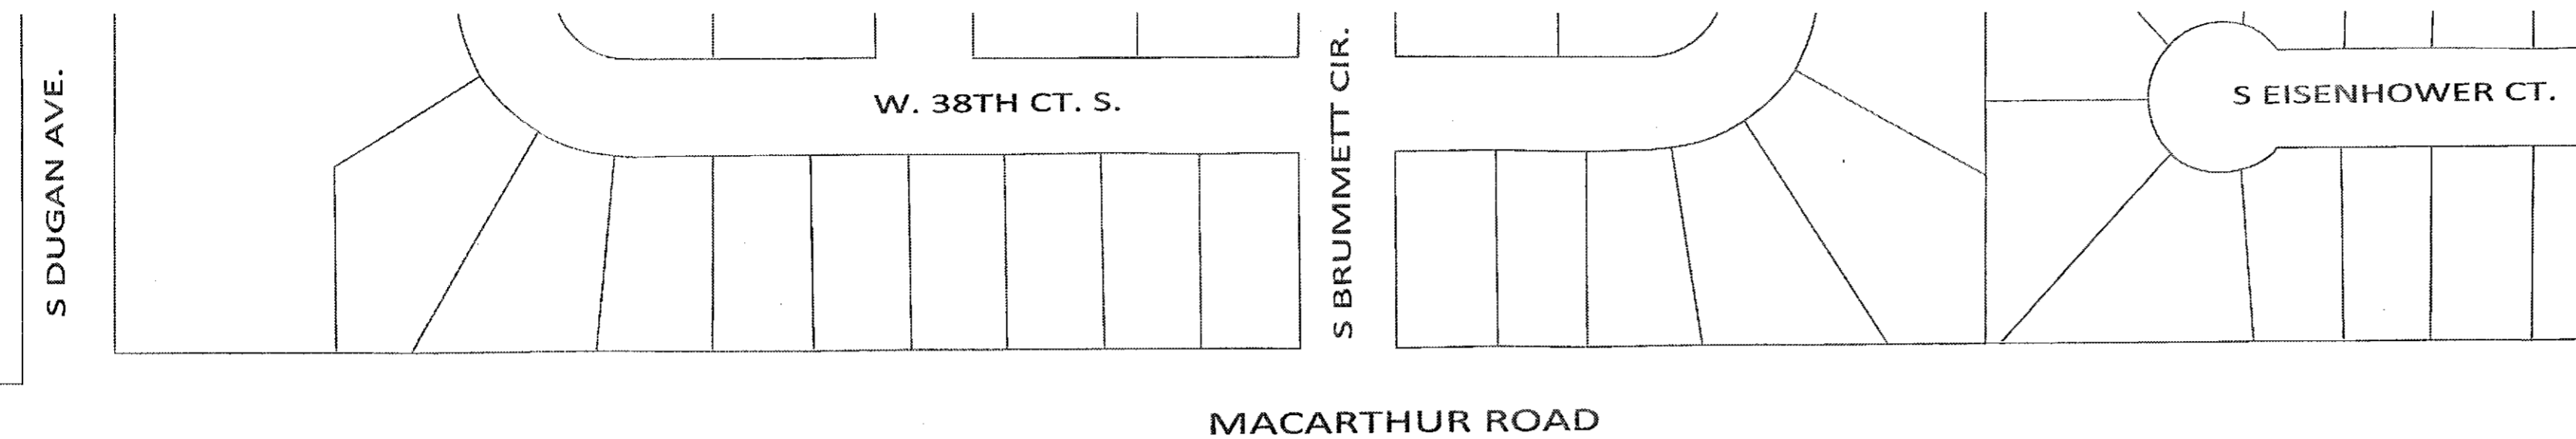 S DUGAN AVE.
W. 38TH CT. S.
S BRUMMETT CIR.
S EISENHOWER CT.
MACARTHUR ROAD